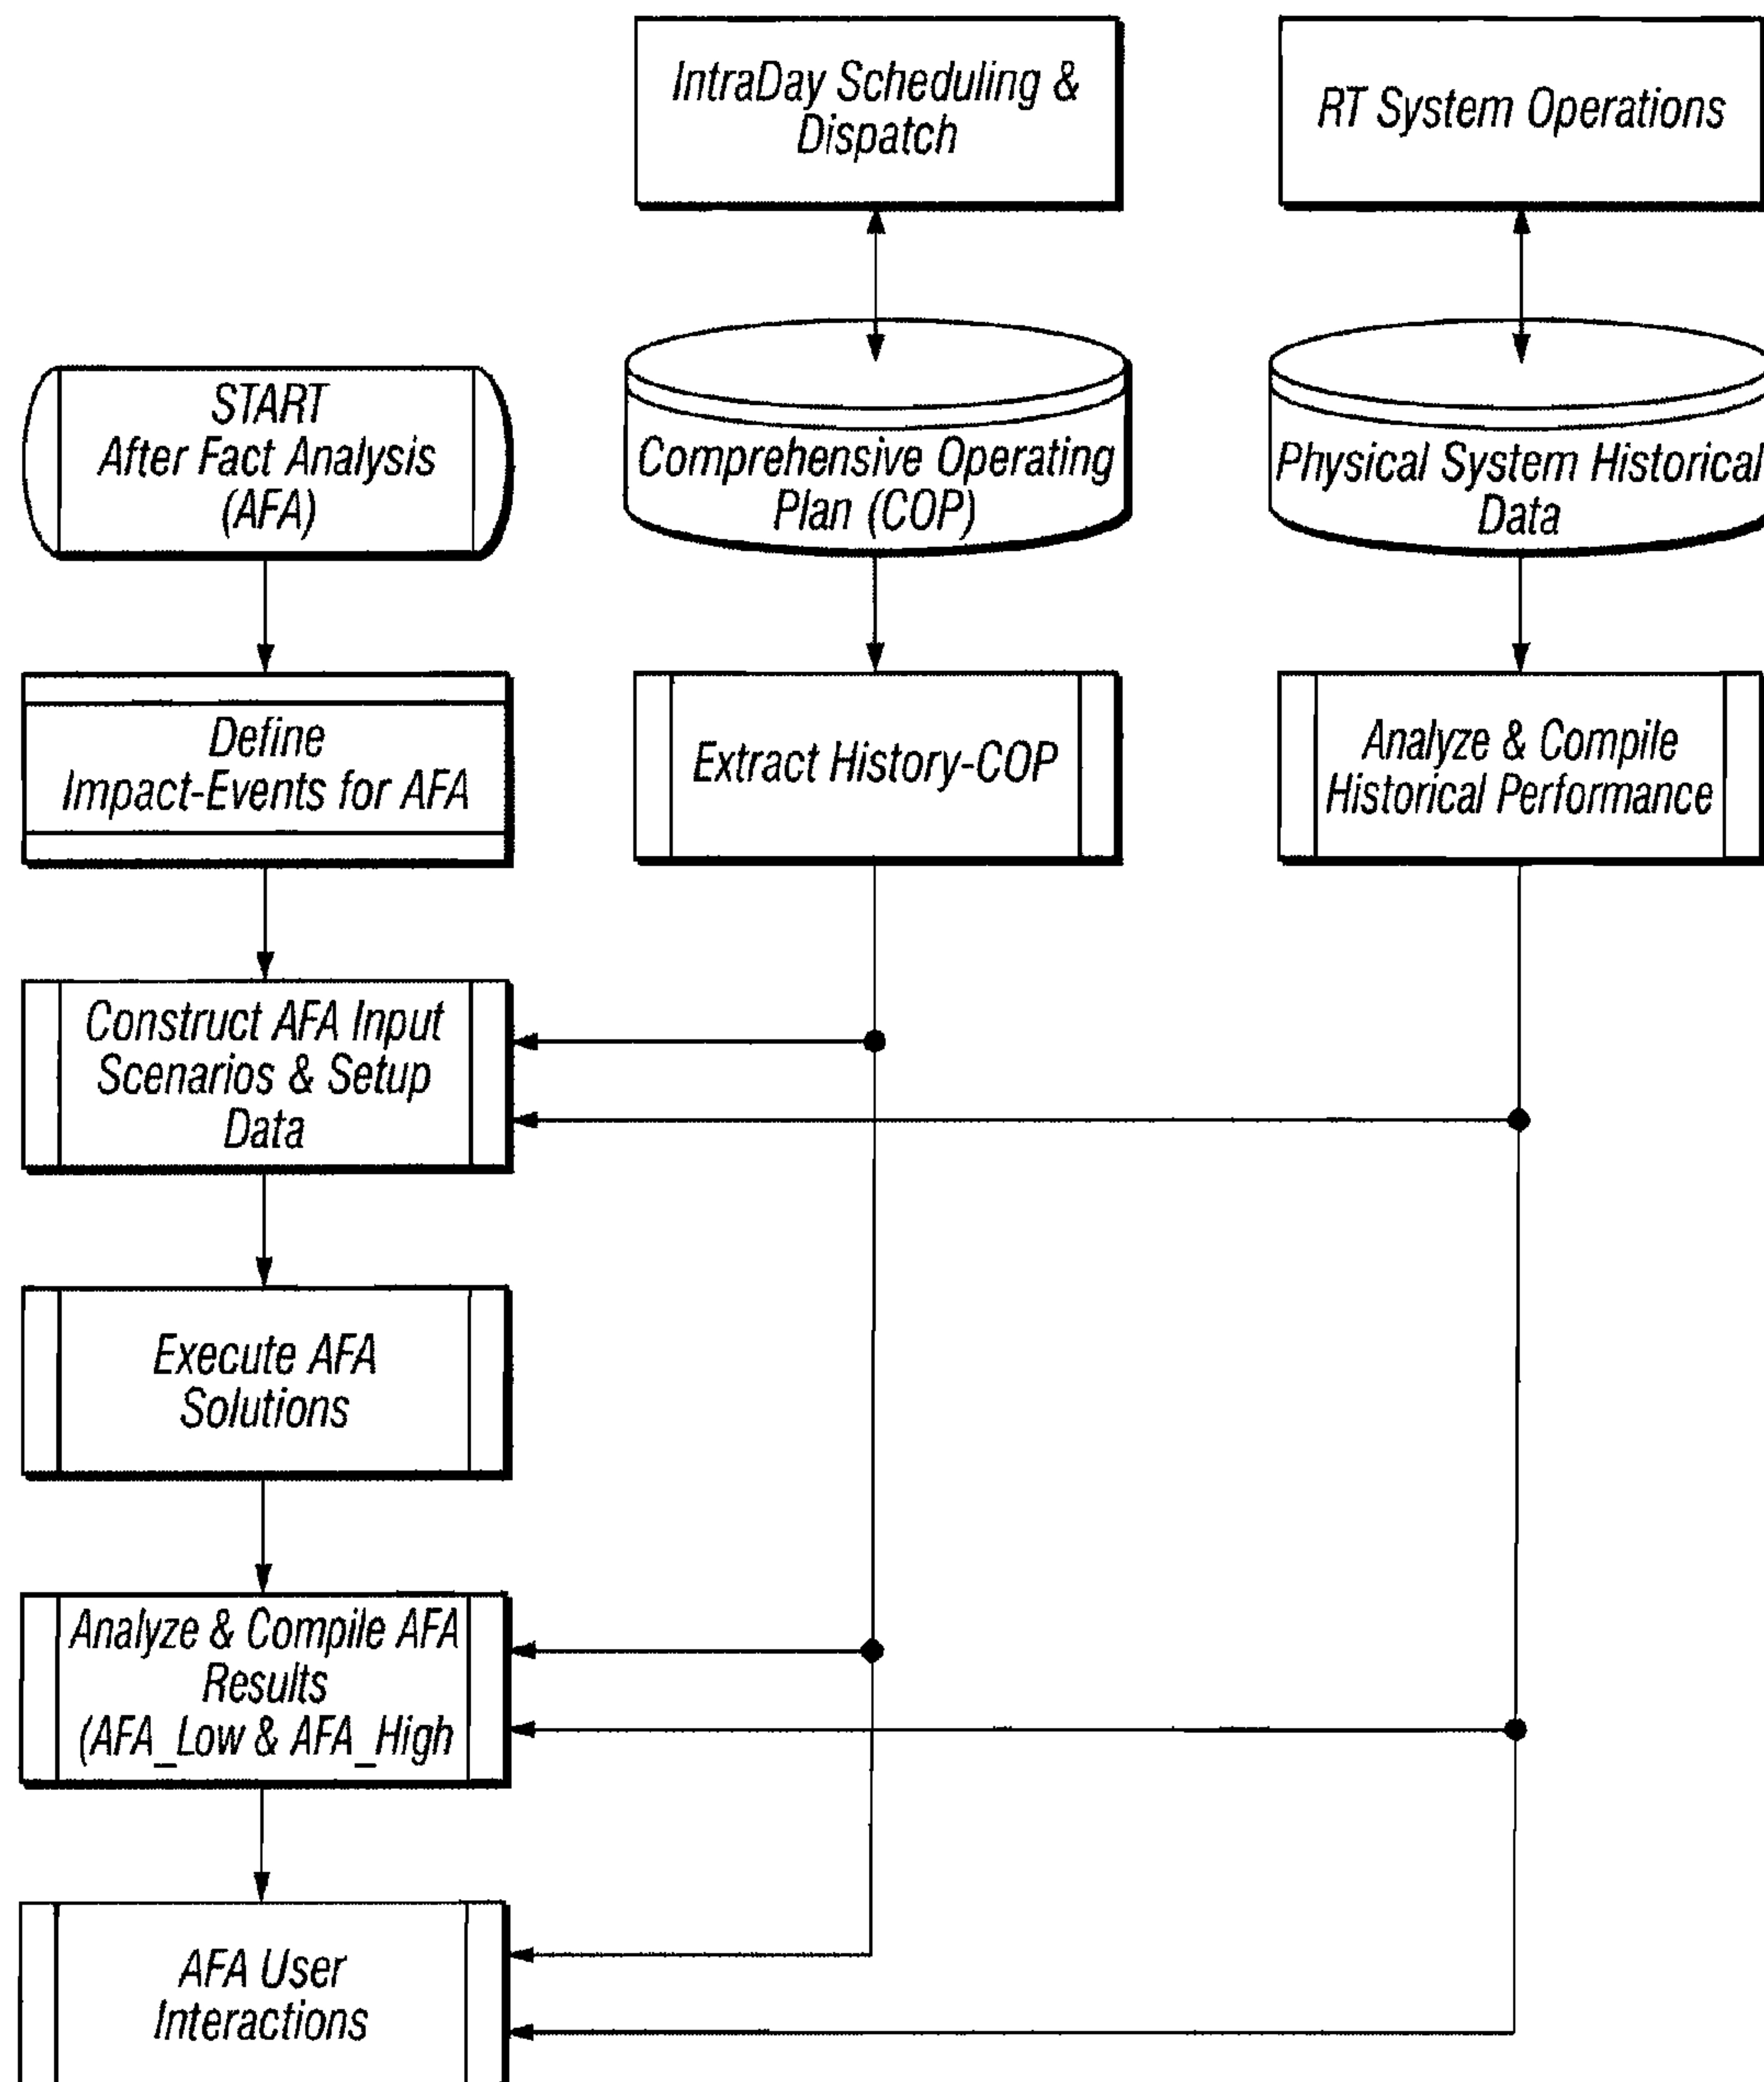 IntraDay Scheduling &
Dispatch
RT System Operations
START
After Fact Analysis
(AFA)
Comprehensive Operating
Plan (COP)
Physical System Historical
Data
Define
Impact-Events for AFA
Extract History-COP
Analyze & Compile
Historical Performance
Construct AFA Input
Scenarios & Setup
Data
Execute AFA
Solutions
Analyze & Compile AFA
Results
(AFA_Low & AFA_High
AFA User
Interactions